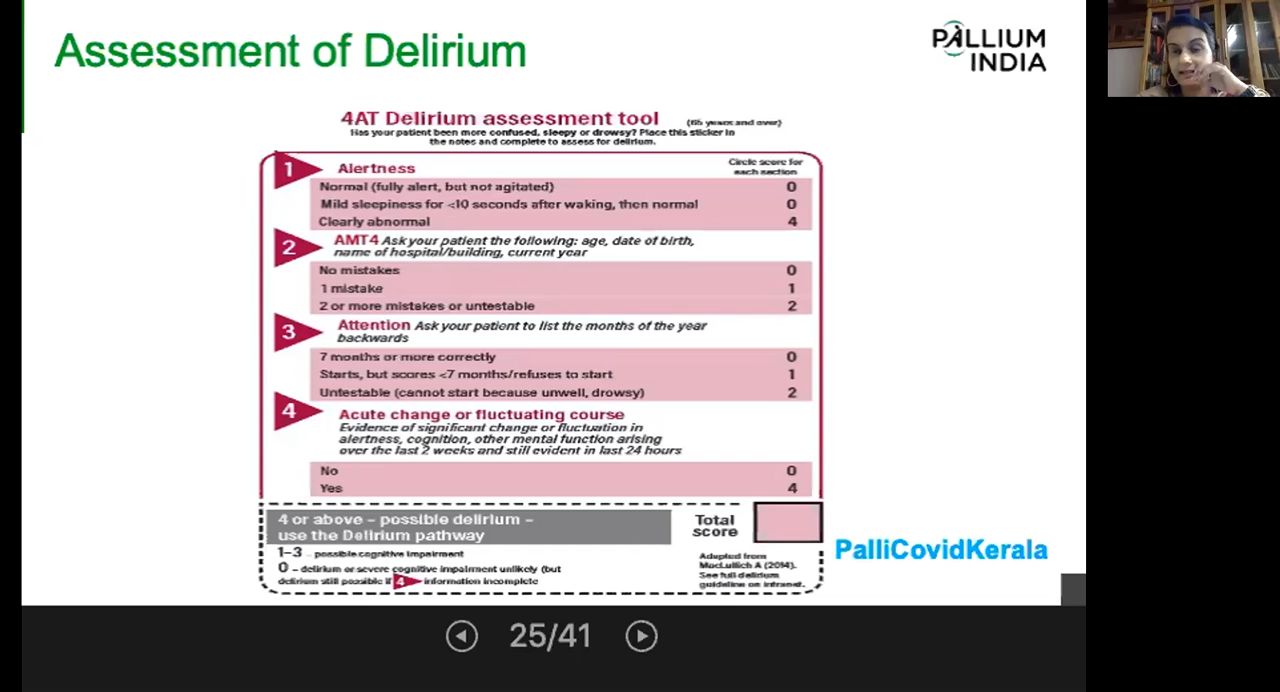 Assessment of Delirium
PALLIUM
INDIA
4AT Delirium assessment tool (65 years and over)
Has your patient been more confused, sleepy or drowsy? Place this sticker in
the notes and complete to assess for delirium.
1 Alertness
Circle score for
each section
Normal (fully alert, but not agitated) 0
Mild sleepiness for <10 seconds after waking, then normal 0
Clearly abnormal 4
2 AMT4 Ask your patient the following: age, date of birth,
name of hospital/building, current year
No mistakes 0
1 mistake 1
2 or more mistakes or untestable 2
3 Attention Ask your patient to list the months of the year
backwards
7 months or more correctly 0
Starts, but scores <7 months/refuses to start 1
Untestable (cannot start because unwell, drowsy) 2
4 Acute change or fluctuating course
Evidence of significant change or fluctuation in
alertness, cognition, other mental function arising
over the last 2 weeks and still evident in last 24 hours
No 0
Yes 4
4 or above – possible delirium –
use the Delirium pathway
Total
score
1–3 – possible cognitive impairment
0 – delirium or severe cognitive impairment unlikely (but
delirium still possible if 4 information incomplete
Adapted from
MacLullich A (2014).
See full delirium
guideline on intranet.
PalliCovidKerala
25/41